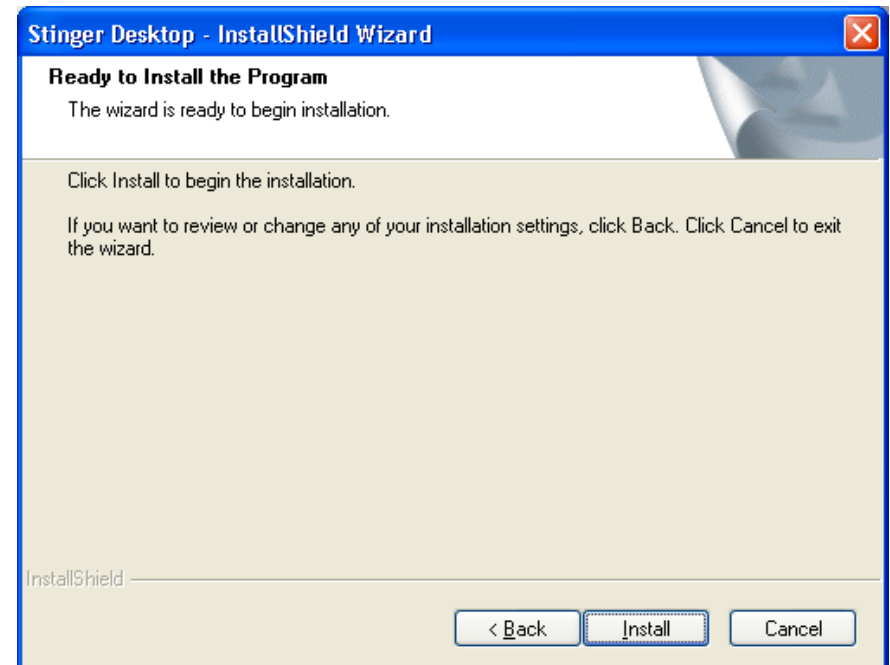 Stinger Desktop - InstallShield Wizard
Ready to Install the Program
The wizard is ready to begin installation.
Click Install to begin the installation.
If you want to review or change any of your installation settings, click Back. Click Cancel to exit
the wizard.
InstallShield
< Back Install Cancel